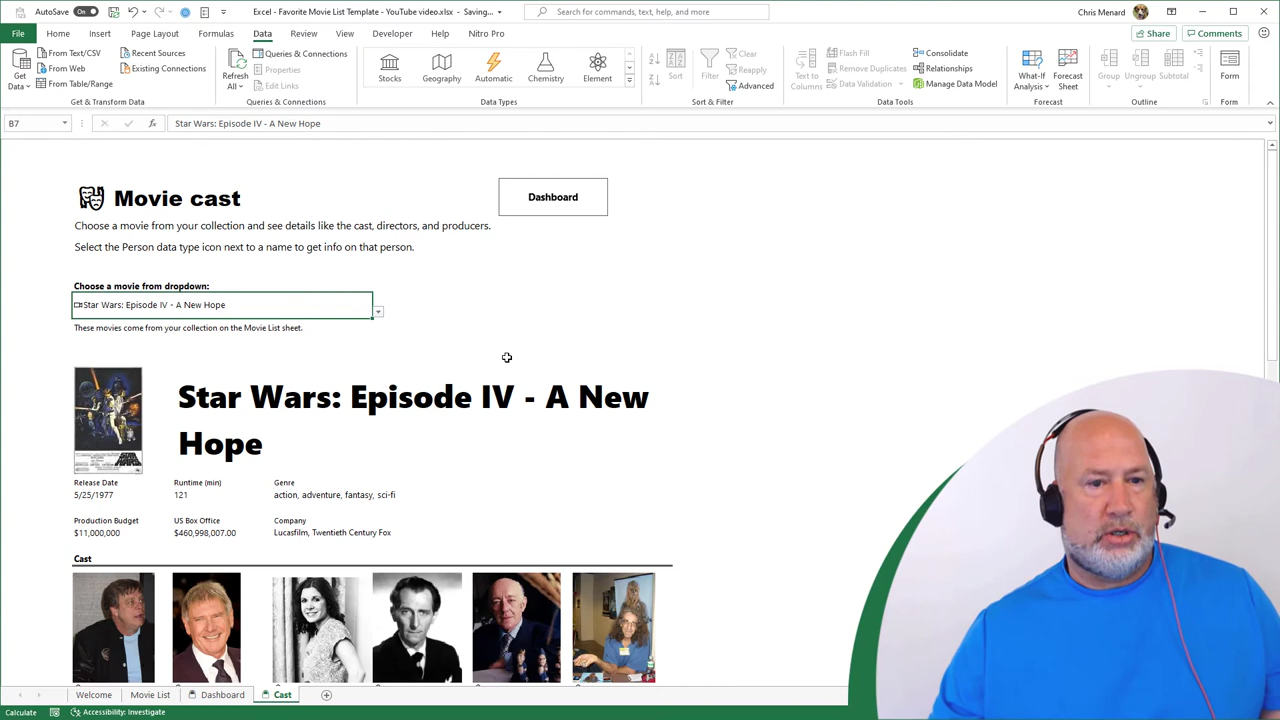 AutoSave On
Excel - Favorite Movie List Template - YouTube video.xlsx - Saving...
Search for commands, help, and more
Chris Menard
File Home Insert Page Layout Formulas Data Review View Developer Help Nitro Pro
Share Comments
Get Data
From Text/CSV
From Web
From Table/Range
Recent Sources
Existing Connections
Get & Transform Data
Refresh All
Queries & Connections
Properties
Edit Links
Queries & Connections
Stocks Geography Automatic Chemistry Element
Data Types
Sort
Filter
Clear
Reapply
Advanced
Sort & Filter
Text to Columns
Flash Fill
Remove Duplicates
Data Validation
Consolidate
Relationships
Manage Data Model
Data Tools
What-If Analysis
Forecast Sheet
Forecast
Group Ungroup Subtotal
Outline
Form
Form
B7
fx
Star Wars: Episode IV - A New Hope
Movie cast
Dashboard
Choose a movie from your collection and see details like the cast, directors, and producers.
Select the Person data type icon next to a name to get info on that person.
Choose a movie from dropdown:
Star Wars: Episode IV - A New Hope
These movies come from your collection on the Movie List sheet.
Star Wars: Episode IV - A New
Hope
Release Date Runtime (min) Genre
5/25/1977 121 action, adventure, fantasy, sci-fi
Production Budget US Box Office Company
$11,000,000 $460,998,007.00 Lucasfilm, Twentieth Century Fox
Cast
Welcome Movie List Dashboard Cast
Calculate Accessibility: Investigate